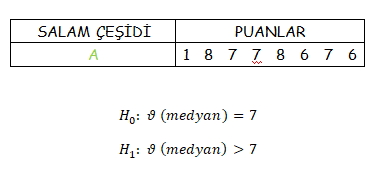 SALAM ÇEŞİDİ PUANLAR
A 1 8 7 7 8 6 7 6
H₀: ϑ (medyan) = 7
H₁: ϑ (medyan) > 7